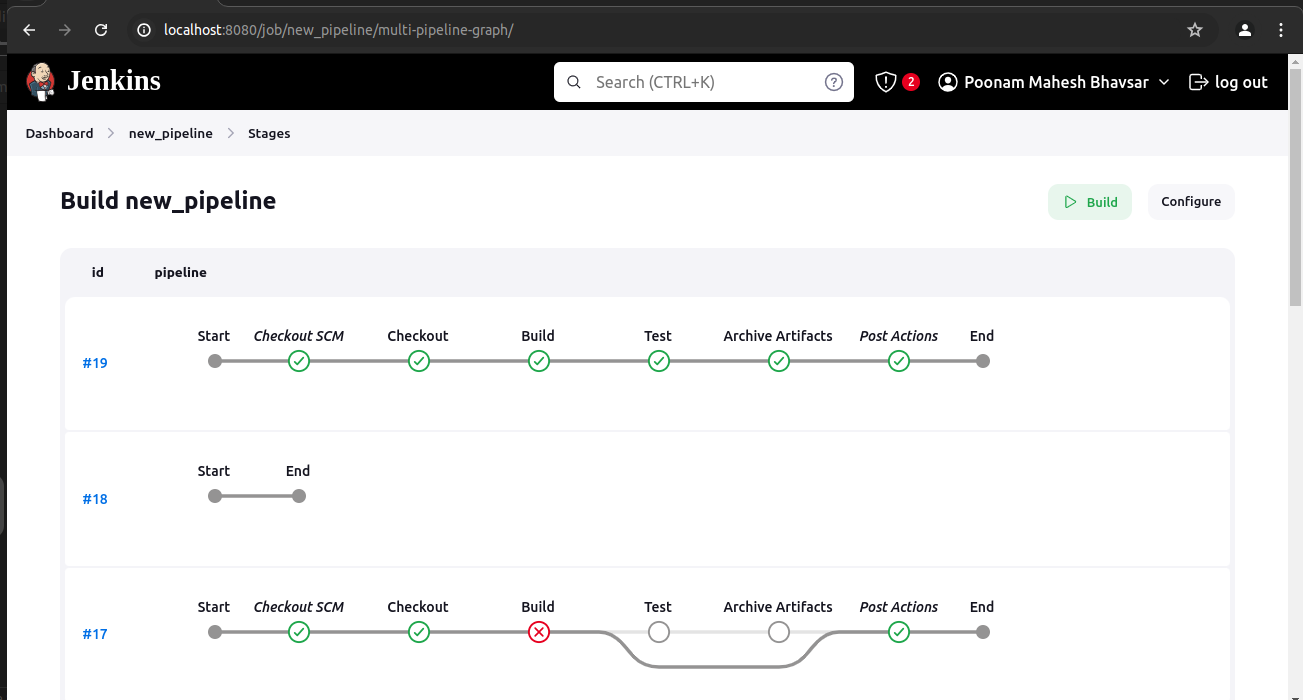 localhost:8080/job/new_pipeline/multi-pipeline-graph/
Jenkins
Search (CTRL+K)
2
Poonam Mahesh Bhavsar
log out
Dashboard
new_pipeline
Stages
Build new_pipeline
Build
Configure
id pipeline
Start Checkout SCM Checkout Build Test Archive Artifacts Post Actions End
#19
Start End
#18
Start Checkout SCM Checkout Build Test Archive Artifacts Post Actions End
#17